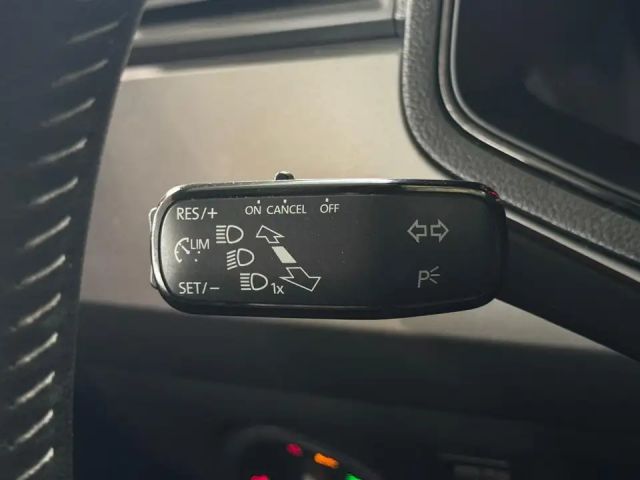 RES/+ ON CANCEL OFF
LIM
SET/- 1x
P